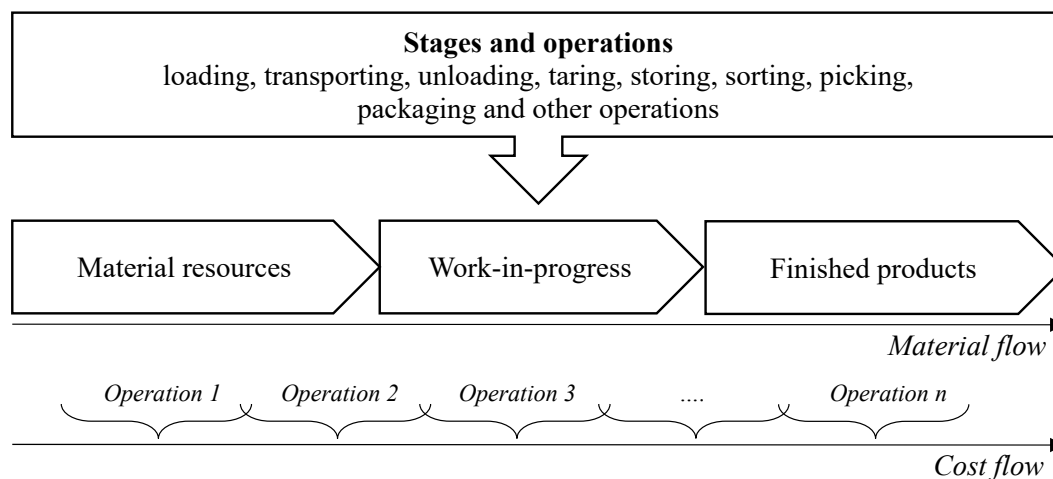 Stages and operations
loading, transporting, unloading, taring, storing, sorting, picking,
packaging and other operations
Material resources
Work-in-progress
Finished products
Material flow
Operation 1
Operation 2
Operation 3
....
Operation n
Cost flow